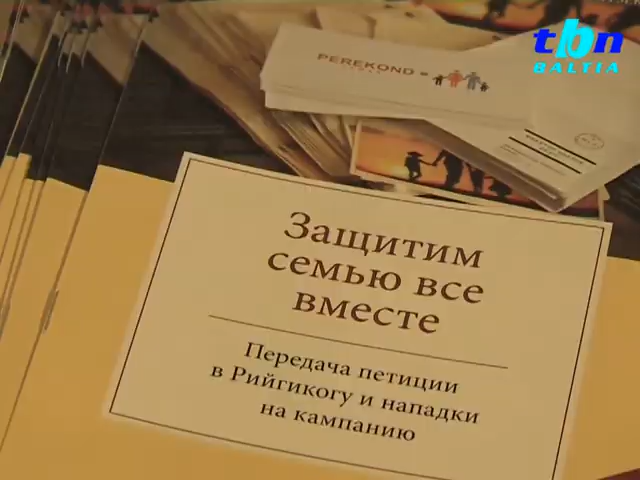 tbn
BALTIA
PEREKOND =
Защитим
семью все
вместе
Передача петиции
в Рийгикогу и нападки
на кампанию